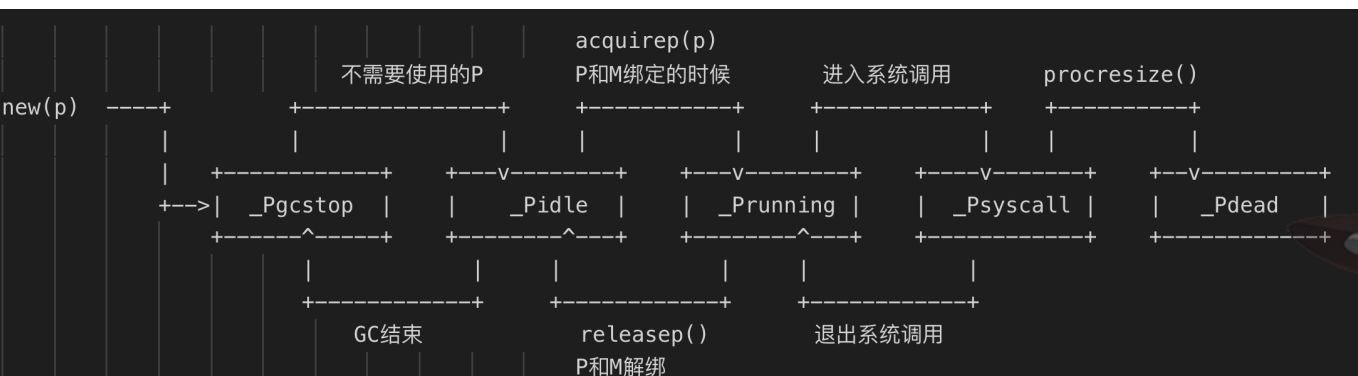 acquirep(p)
不需要使用的P P和M绑定的时候 进入系统调用 procresize()
new(p) ----+ +---------------+ +-----------+ +-----------+ +----------+
| | | | | | | | |
| +------------+ +---v--------+ +---v--------+ +----v-------+ +--v---------+
+-->| _Pgcstop | | _Pidle | | _Prunning | | _Psyscall | | _Pdead |
+------^-----+ +--------^---+ +--------^---+ +------------+ +------------+
| | | | | |
+------------+ +------------+ +------------+
GC结束 releasep() 退出系统调用
P和M解绑